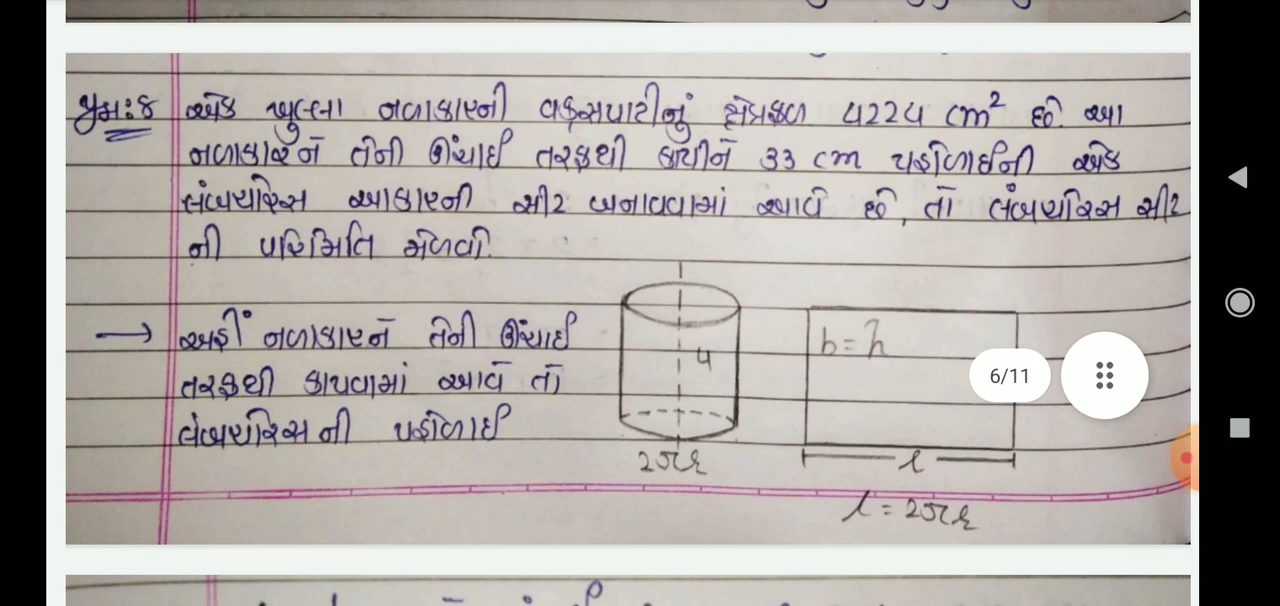 પ્રશ્ન:૪ એક ખુલ્લા નળાકારની વક્રસપાટીનું ક્ષેત્રફળ ૫૨૨૫ cm² છે. આ
નળાકારને તેની ઊંચાઈ તરફથી કાપીને 33 cm પહોળાઈની એક
લંબચોરસ આકારની સીટ બનાવવામાં આવે છે, તો લંબચોરસ સીટ
ની પરિમિતિ મેળવો.
→ અહીં નળાકારને તેની ઊંચાઈ
તરફથી કાપવામાં આવે તો
લંબચોરસની પહોળાઈ
b = h
6/11
2πr
l
l = 2πr